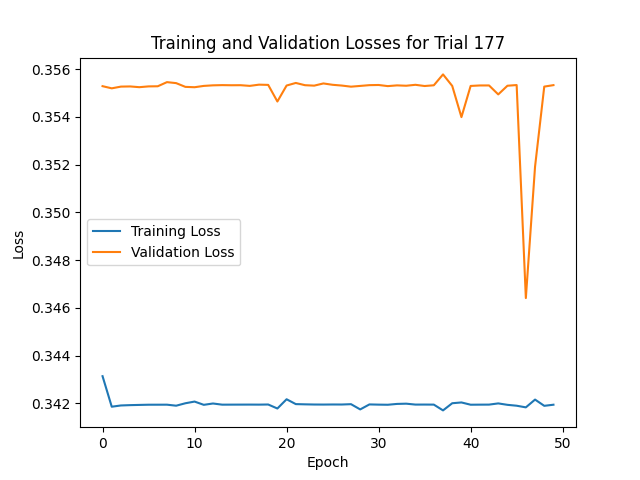 Training and Validation Losses for Trial 177
0.356
0.354
0.352
0.350
0.348
0.346
0.344
0.342
Loss
Training Loss
Validation Loss
0 10 20 30 40 50
Epoch